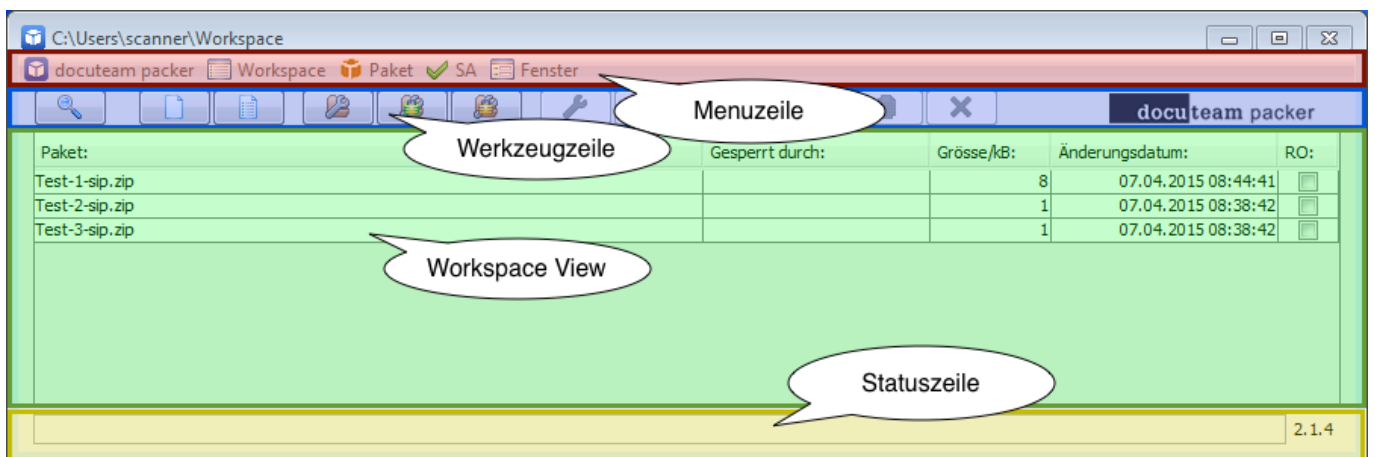 C:\Users\scanner\Workspace
docuteam packer Workspace Paket SA Fenster
Menuzeile
docuteam packer
Werkzeugzeile
Paket: Gesperrt durch: Grösse/kB: Änderungsdatum: RO:
Test-1-sip.zip 8 07.04.2015 08:44:41
Test-2-sip.zip 1 07.04.2015 08:38:42
Test-3-sip.zip 1 07.04.2015 08:38:42
Workspace View
Statuszeile
2.1.4